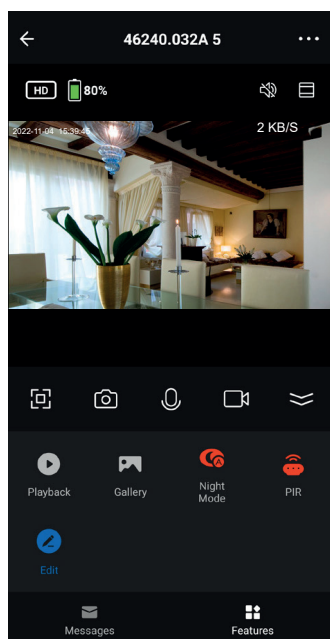 46240.032A 5
HD 80%
2022-11-04 15:39:45
2 KB/S
Playback
Gallery
Night
Mode
PIR
Edit
Messages
Features